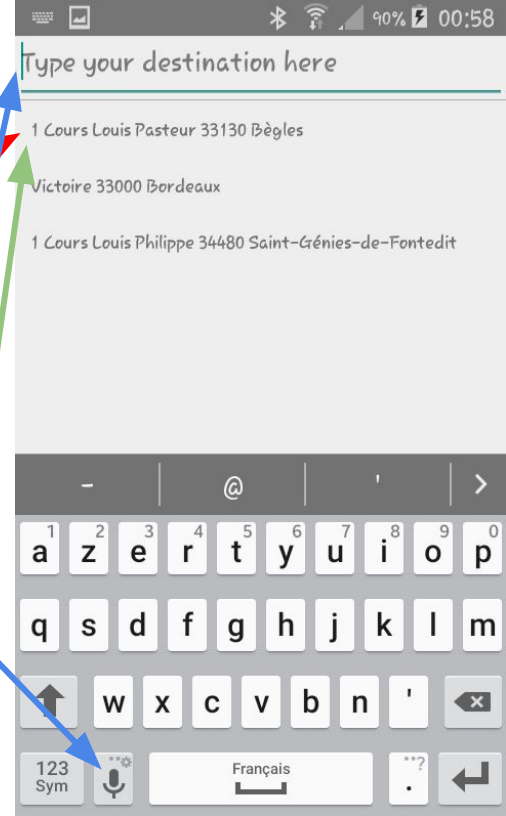 90% 00:58
Type your destination here
1 Cours Louis Pasteur 33130 Bègles
Victoire 33000 Bordeaux
1 Cours Louis Philippe 34480 Saint-Génies-de-Fontedit
- @ ' >
1 2 3 4 5 6 7 8 9 0
a z e r t y u i o p
q s d f g h j k l m
w x c v b n '
123 Sym Français . ?